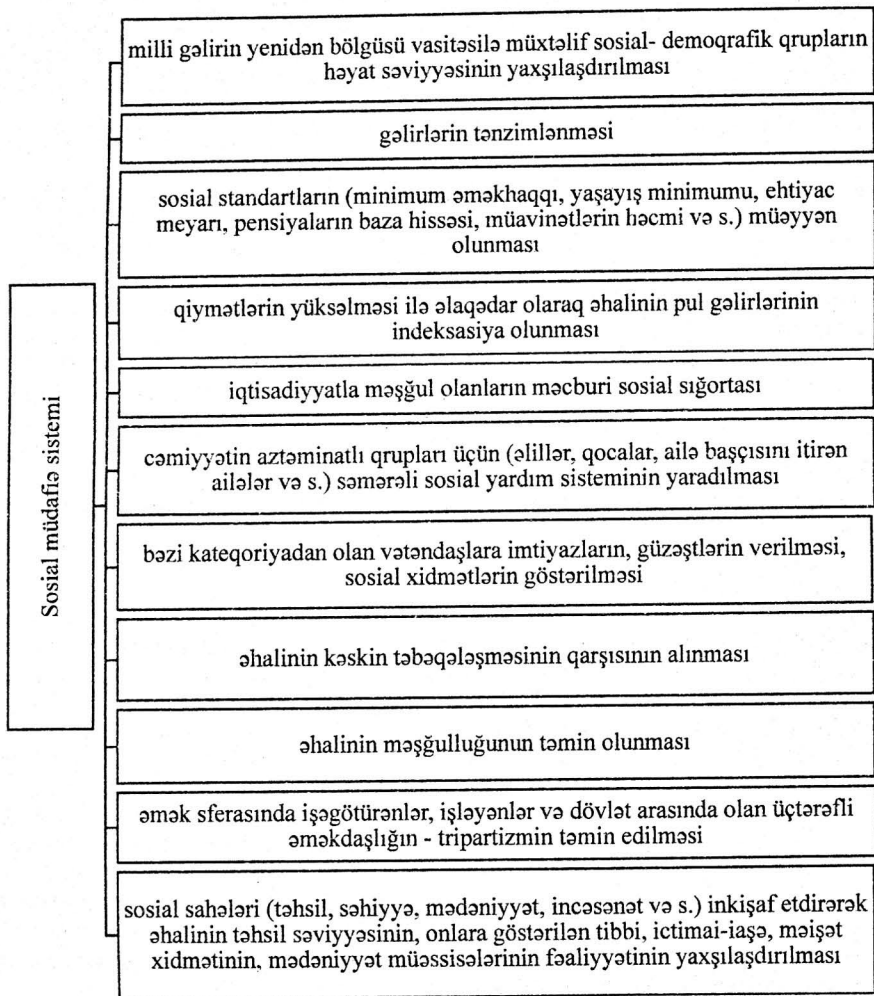 Sosial müdafiə sistemi
milli gəlirin yenidən bölgüsü vasitəsilə müxtəlif sosial- demoqrafik qrupların
həyat səviyyəsinin yaxşılaşdırılması
gəlirlərin tənzimlənməsi
sosial standartların (minimum əməkhaqqı, yaşayış minimumu, ehtiyac
meyarı, pensiyaların baza hissəsi, müavinətlərin həcmi və s.) müəyyən
olunması
qiymətlərin yüksəlməsi ilə əlaqədar olaraq əhalinin pul gəlirlərinin
indeksasiya olunması
iqtisadiyyatla məşğul olanların məcburi sosial sığortası
cəmiyyətin aztəminatlı qrupları üçün (əlillər, qocalar, ailə başçısını itirən
ailələr və s.) səmərəli sosial yardım sisteminin yaradılması
bəzi kateqoriyadan olan vətəndaşlara imtiyazların, güzəştlərin verilməsi,
sosial xidmətlərin göstərilməsi
əhalinin kəskin təbəqələşməsinin qarşısının alınması
əhalinin məşğulluğunun təmin olunması
əmək sferasında işəgötürənlər, işləyənlər və dövlət arasında olan üçtərəfli
əməkdaşlığın - tripartizmin təmin edilməsi
sosial sahələri (təhsil, səhiyyə, mədəniyyət, incəsənət və s.) inkişaf etdirərək
əhalinin təhsil səviyyəsinin, onlara göstərilən tibbi, ictimai-iaşə, məişət
xidmətinin, mədəniyyət müəssisələrinin fəaliyyətinin yaxşılaşdırılması